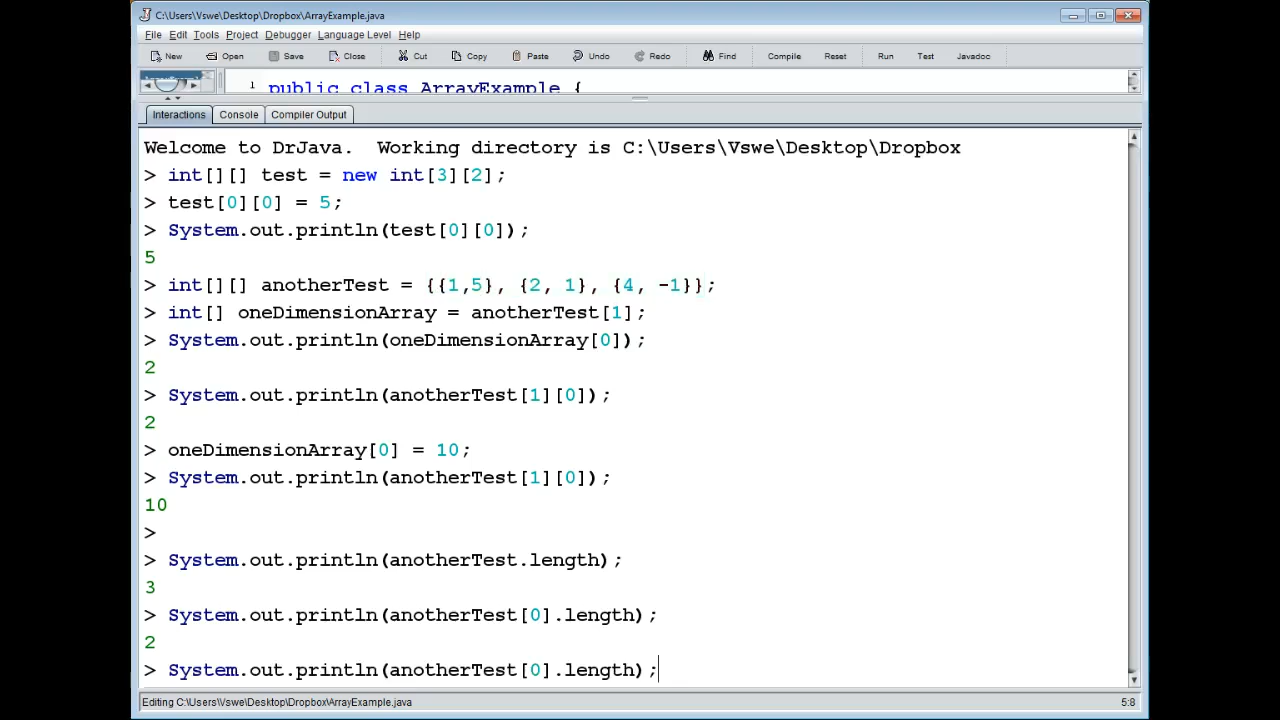 C:\Users\Vswe\Desktop\Dropbox\ArrayExample.java
File Edit Tools Project Debugger Language Level Help
New Open Save Close Cut Copy Paste Undo Redo Find Compile Reset Run Test Javadoc
1 public class ArrayExample {
Interactions Console Compiler Output
Welcome to DrJava.  Working directory is C:\Users\Vswe\Desktop\Dropbox
> int[][] test = new int[3][2];
> test[0][0] = 5;
> System.out.println(test[0][0]);
5
> int[][] anotherTest = {{1,5}, {2, 1}, {4, -1}};
> int[] oneDimensionArray = anotherTest[1];
> System.out.println(oneDimensionArray[0]);
2
> System.out.println(anotherTest[1][0]);
2
> oneDimensionArray[0] = 10;
> System.out.println(anotherTest[1][0]);
10
>
> System.out.println(anotherTest.length);
3
> System.out.println(anotherTest[0].length);
2
> System.out.println(anotherTest[0].length);
Editing C:\Users\Vswe\Desktop\Dropbox\ArrayExample.java 5:8